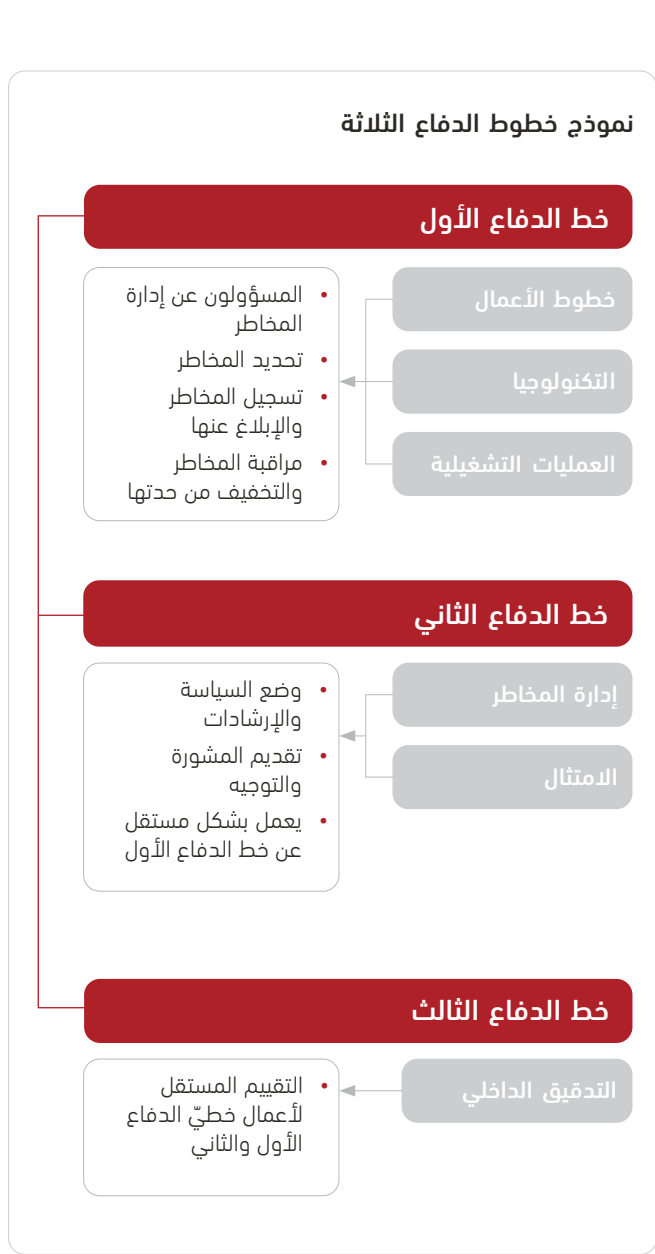 نموذج خطوط الدفاع الثلاثة
خط الدفاع الأول
خطوط الأعمال
التكنولوجيا
العمليات التشغيلية
• المسؤولون عن إدارة
المخاطر
• تحديد المخاطر
• تسجيل المخاطر
والإبلاغ عنها
• مراقبة المخاطر
والتخفيف من حدتها
خط الدفاع الثاني
إدارة المخاطر
الامتثال
• وضع السياسة
والإرشادات
• تقديم المشورة
والتوجيه
• يعمل بشكل مستقل
عن خط الدفاع الأول
خط الدفاع الثالث
التدقيق الداخلي
• التقييم المستقل
لأعمال خطيّ الدفاع
الأول والثاني